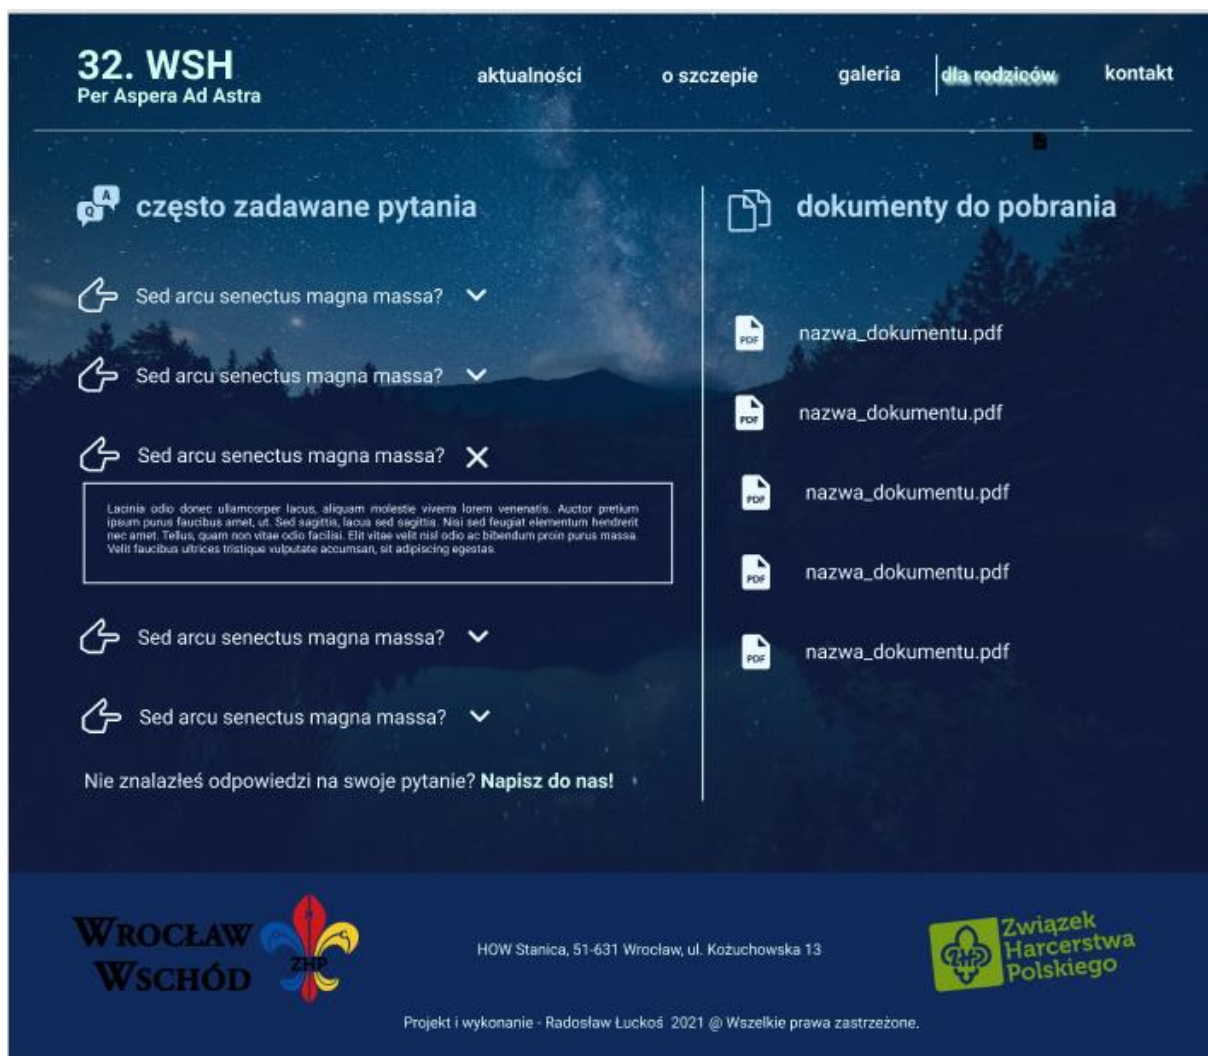 32. WSH
Per Aspera Ad Astra
aktualności
o szczepie
galeria
dla rodziców
kontakt
A
Q
często zadawane pytania
Sed arcu senectus magna massa?
Sed arcu senectus magna massa?
Sed arcu senectus magna massa?
Lacinia odio donec ullamcorper lacus, aliquam molestie viverra lorem venenatis. Auctor pretium
ipsum purus faucibus amet, ut. Sed sagittis, lacus sed sagittis. Nisi sed feugiat elementum hendrerit
nec amet. Tellus, quam non vitae odio facilisi. Elit vitae velit nisl odio ac bibendum proin purus massa.
Velit faucibus ultrices tristique vulputate accumsan, sit adipiscing egestas.
Sed arcu senectus magna massa?
Sed arcu senectus magna massa?
Nie znalazłeś odpowiedzi na swoje pytanie? Napisz do nas!
dokumenty do pobrania
PDF nazwa_dokumentu.pdf
PDF nazwa_dokumentu.pdf
PDF nazwa_dokumentu.pdf
PDF nazwa_dokumentu.pdf
PDF nazwa_dokumentu.pdf
WROCŁAW
WSCHÓD
ZHP
HOW Stanica, 51-631 Wrocław, ul. Kożuchowska 13
ZHP
Związek
Harcerstwa
Polskiego
Projekt i wykonanie - Radosław Łuckoś 2021 @ Wszelkie prawa zastrzeżone.